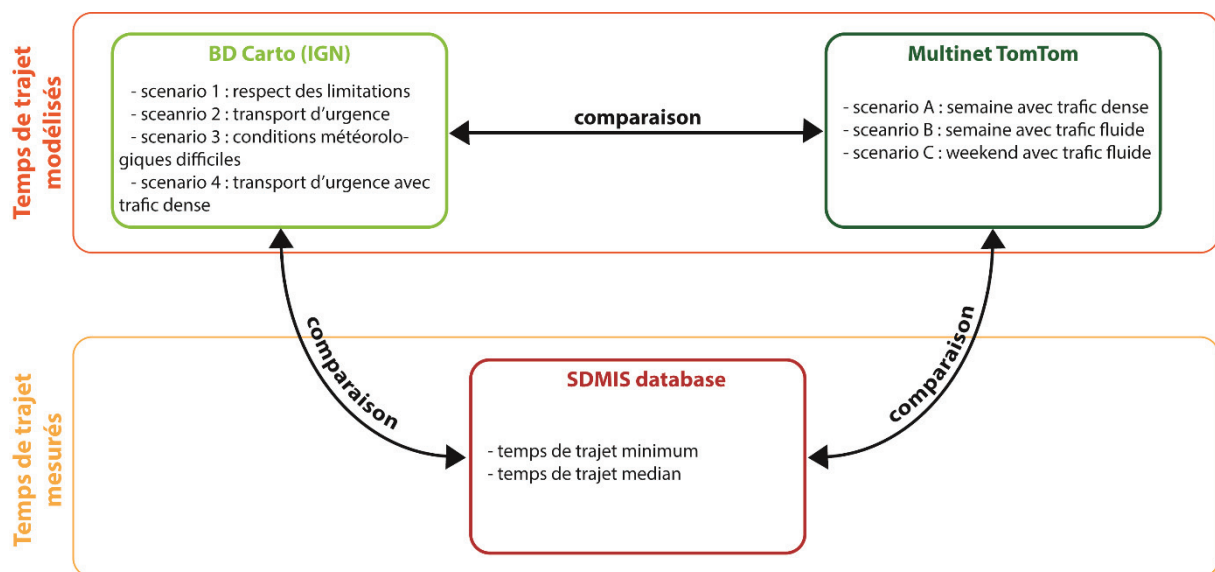 Temps de trajet
modélisés
BD Carto (IGN)
- scenario 1 : respect des limitations
- sceanrio 2 : transport d'urgence
- scenario 3 : conditions météorolo-
giques difficiles
- scenario 4 : transport d'urgence avec
trafic dense
comparaison
Multinet TomTom
- scenario A : semaine avec trafic dense
- sceanrio B : semaine avec trafic fluide
- scenario C : weekend avec trafic fluide
comparaison
comparaison
Temps de trajet
mesurés
SDMIS database
- temps de trajet minimum
- temps de trajet median